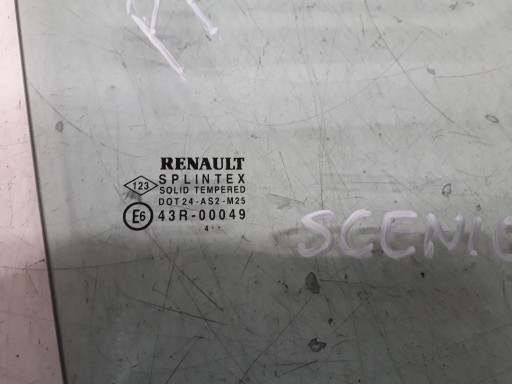 RENAULT
SPLINTEX
123 SOLID TEMPERED
DOT24-AS2-M25
E6 43R-00049
4
SCENIC